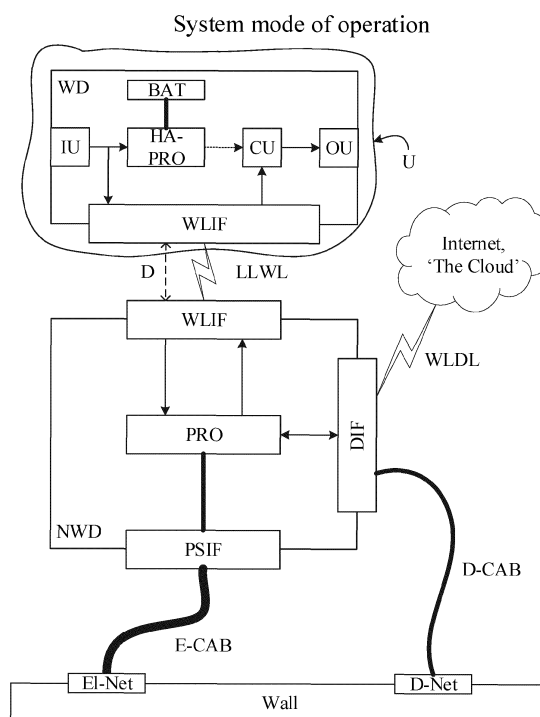 System mode of operation
WD
BAT
IU
HA-
PRO
CU
OU
U
WLIF
D
LLWL
Internet,
'The Cloud'
WLIF
WLDL
PRO
DIF
NWD
PSIF
D-CAB
E-CAB
El-Net
D-Net
Wall